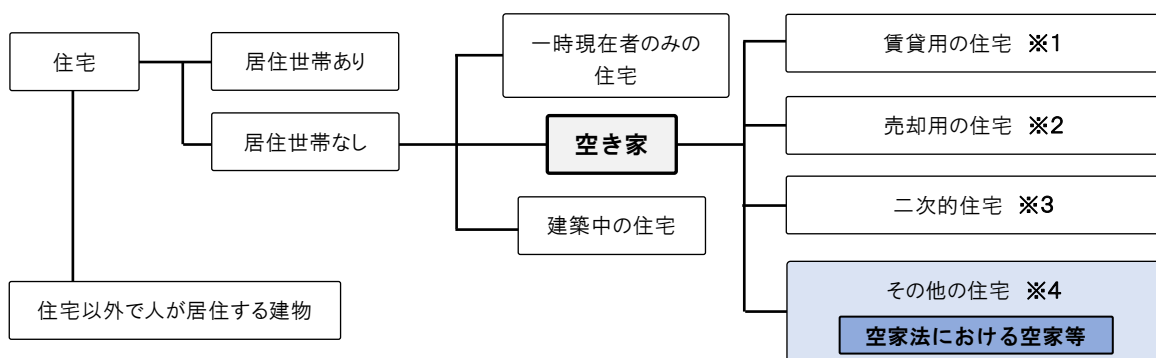 住宅
居住世帯あり
居住世帯なし
住宅以外で人が居住する建物
一時現在者のみの
住宅
空き家
建築中の住宅
賃貸用の住宅 ※1
売却用の住宅 ※2
二次的住宅 ※3
その他の住宅 ※4
空家法における空家等